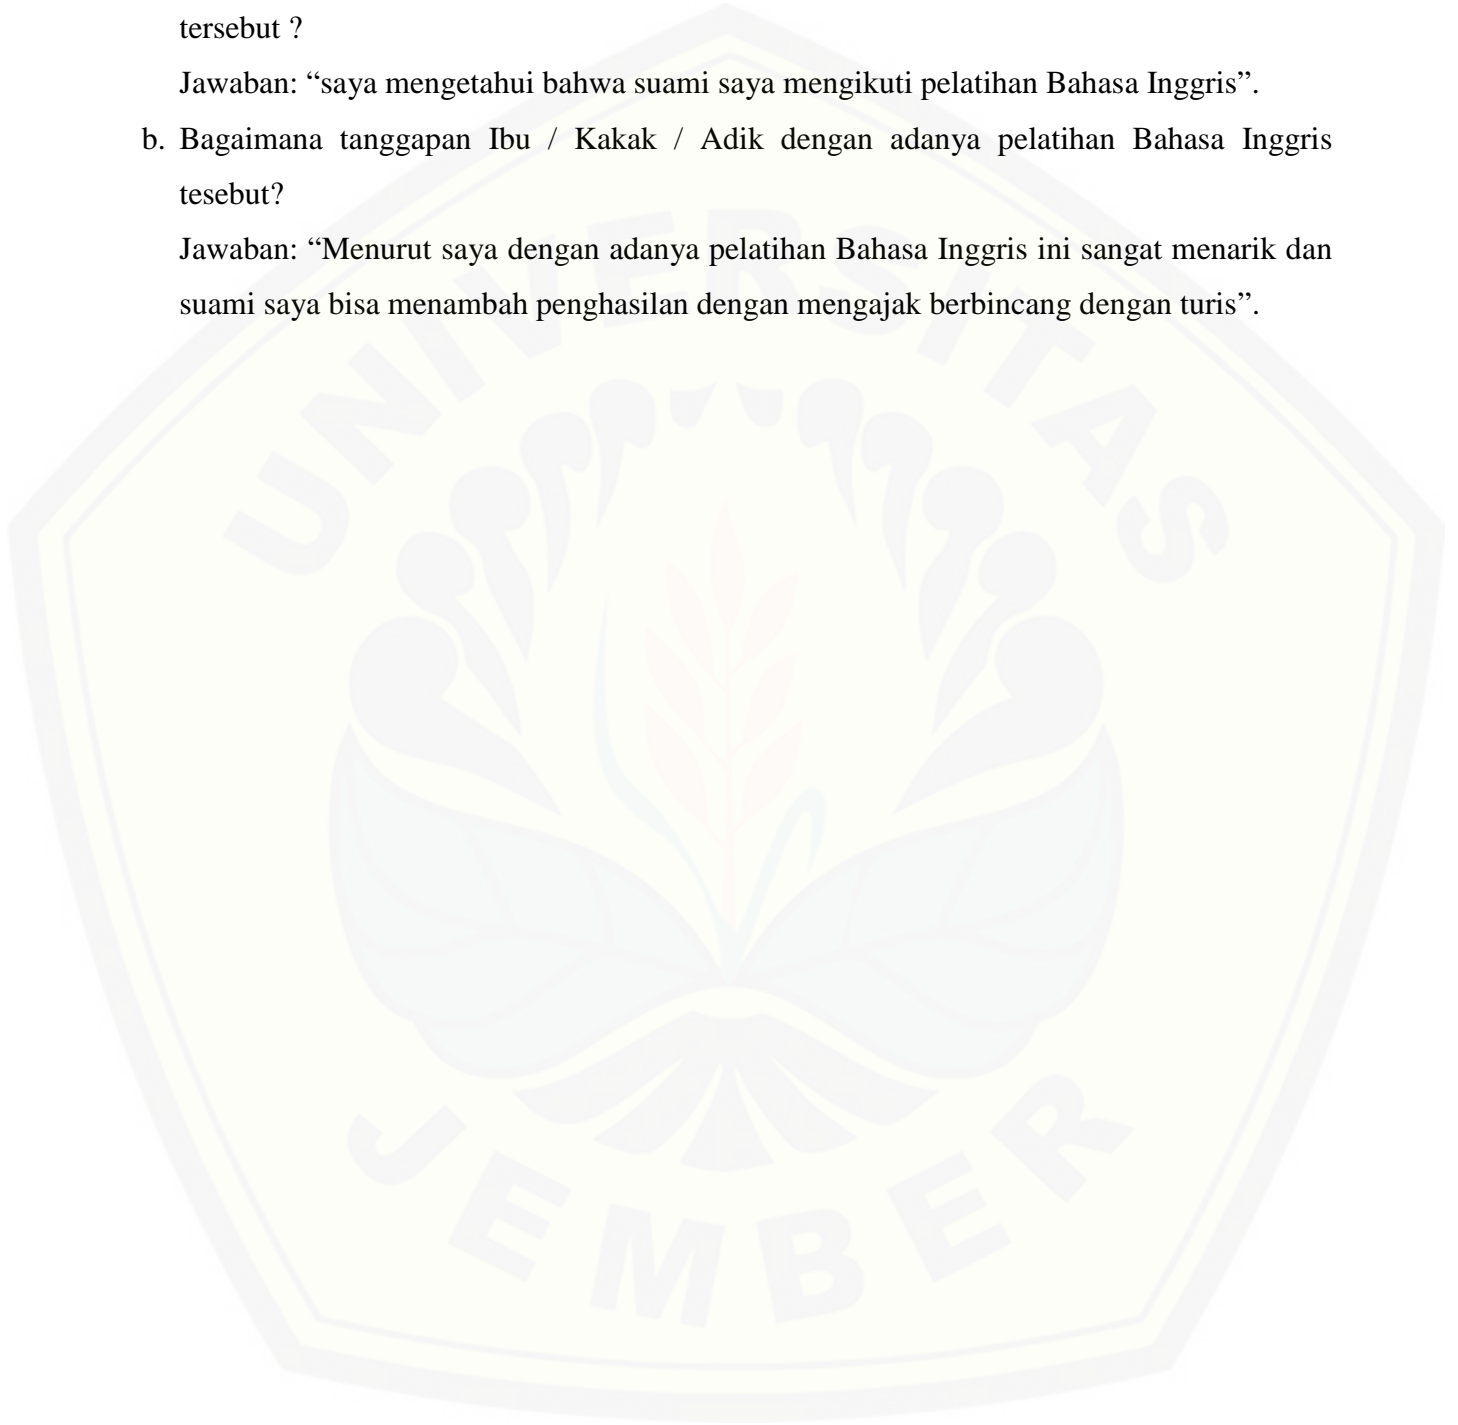 tersebut ?
Jawaban: “saya mengetahui bahwa suami saya mengikuti pelatihan Bahasa Inggris”.
b. Bagaimana tanggapan Ibu / Kakak / Adik dengan adanya pelatihan Bahasa Inggris
tesebut?
Jawaban: “Menurut saya dengan adanya pelatihan Bahasa Inggris ini sangat menarik dan
suami saya bisa menambah penghasilan dengan mengajak berbincang dengan turis”.
UNIVERSITAS
JEMBER